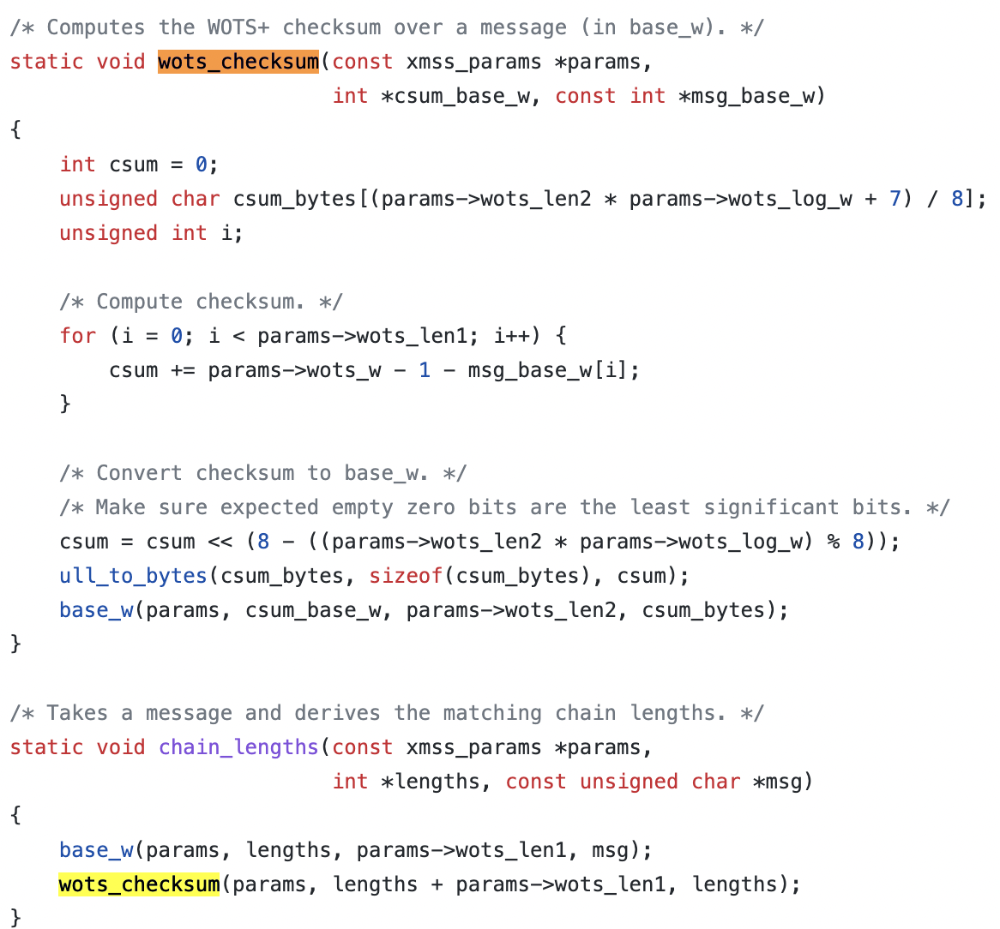 /* Computes the WOTS+ checksum over a message (in base_w). */
static void wots_checksum(const xmss_params *params,
                          int *csum_base_w, const int *msg_base_w)
{
    int csum = 0;
    unsigned char csum_bytes[(params->wots_len2 * params->wots_log_w + 7) / 8];
    unsigned int i;

    /* Compute checksum. */
    for (i = 0; i < params->wots_len1; i++) {
        csum += params->wots_w - 1 - msg_base_w[i];
    }

    /* Convert checksum to base_w. */
    /* Make sure expected empty zero bits are the least significant bits. */
    csum = csum << (8 - ((params->wots_len2 * params->wots_log_w) % 8));
    ull_to_bytes(csum_bytes, sizeof(csum_bytes), csum);
    base_w(params, csum_base_w, params->wots_len2, csum_bytes);
}

/* Takes a message and derives the matching chain lengths. */
static void chain_lengths(const xmss_params *params,
                          int *lengths, const unsigned char *msg)
{
    base_w(params, lengths, params->wots_len1, msg);
    wots_checksum(params, lengths + params->wots_len1, lengths);
}